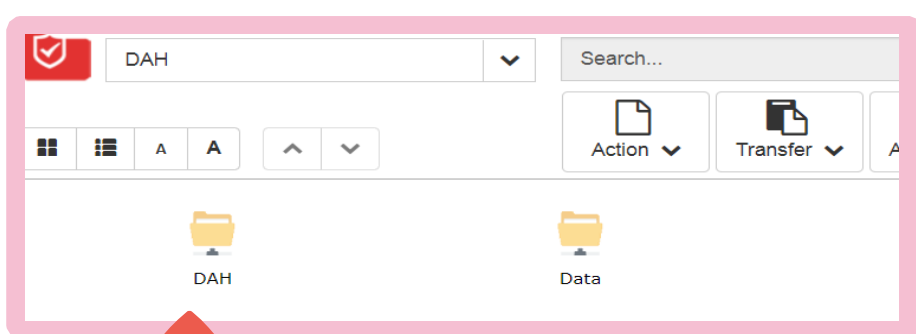 DAH
Search...
A A
Action Transfer A
DAH Data